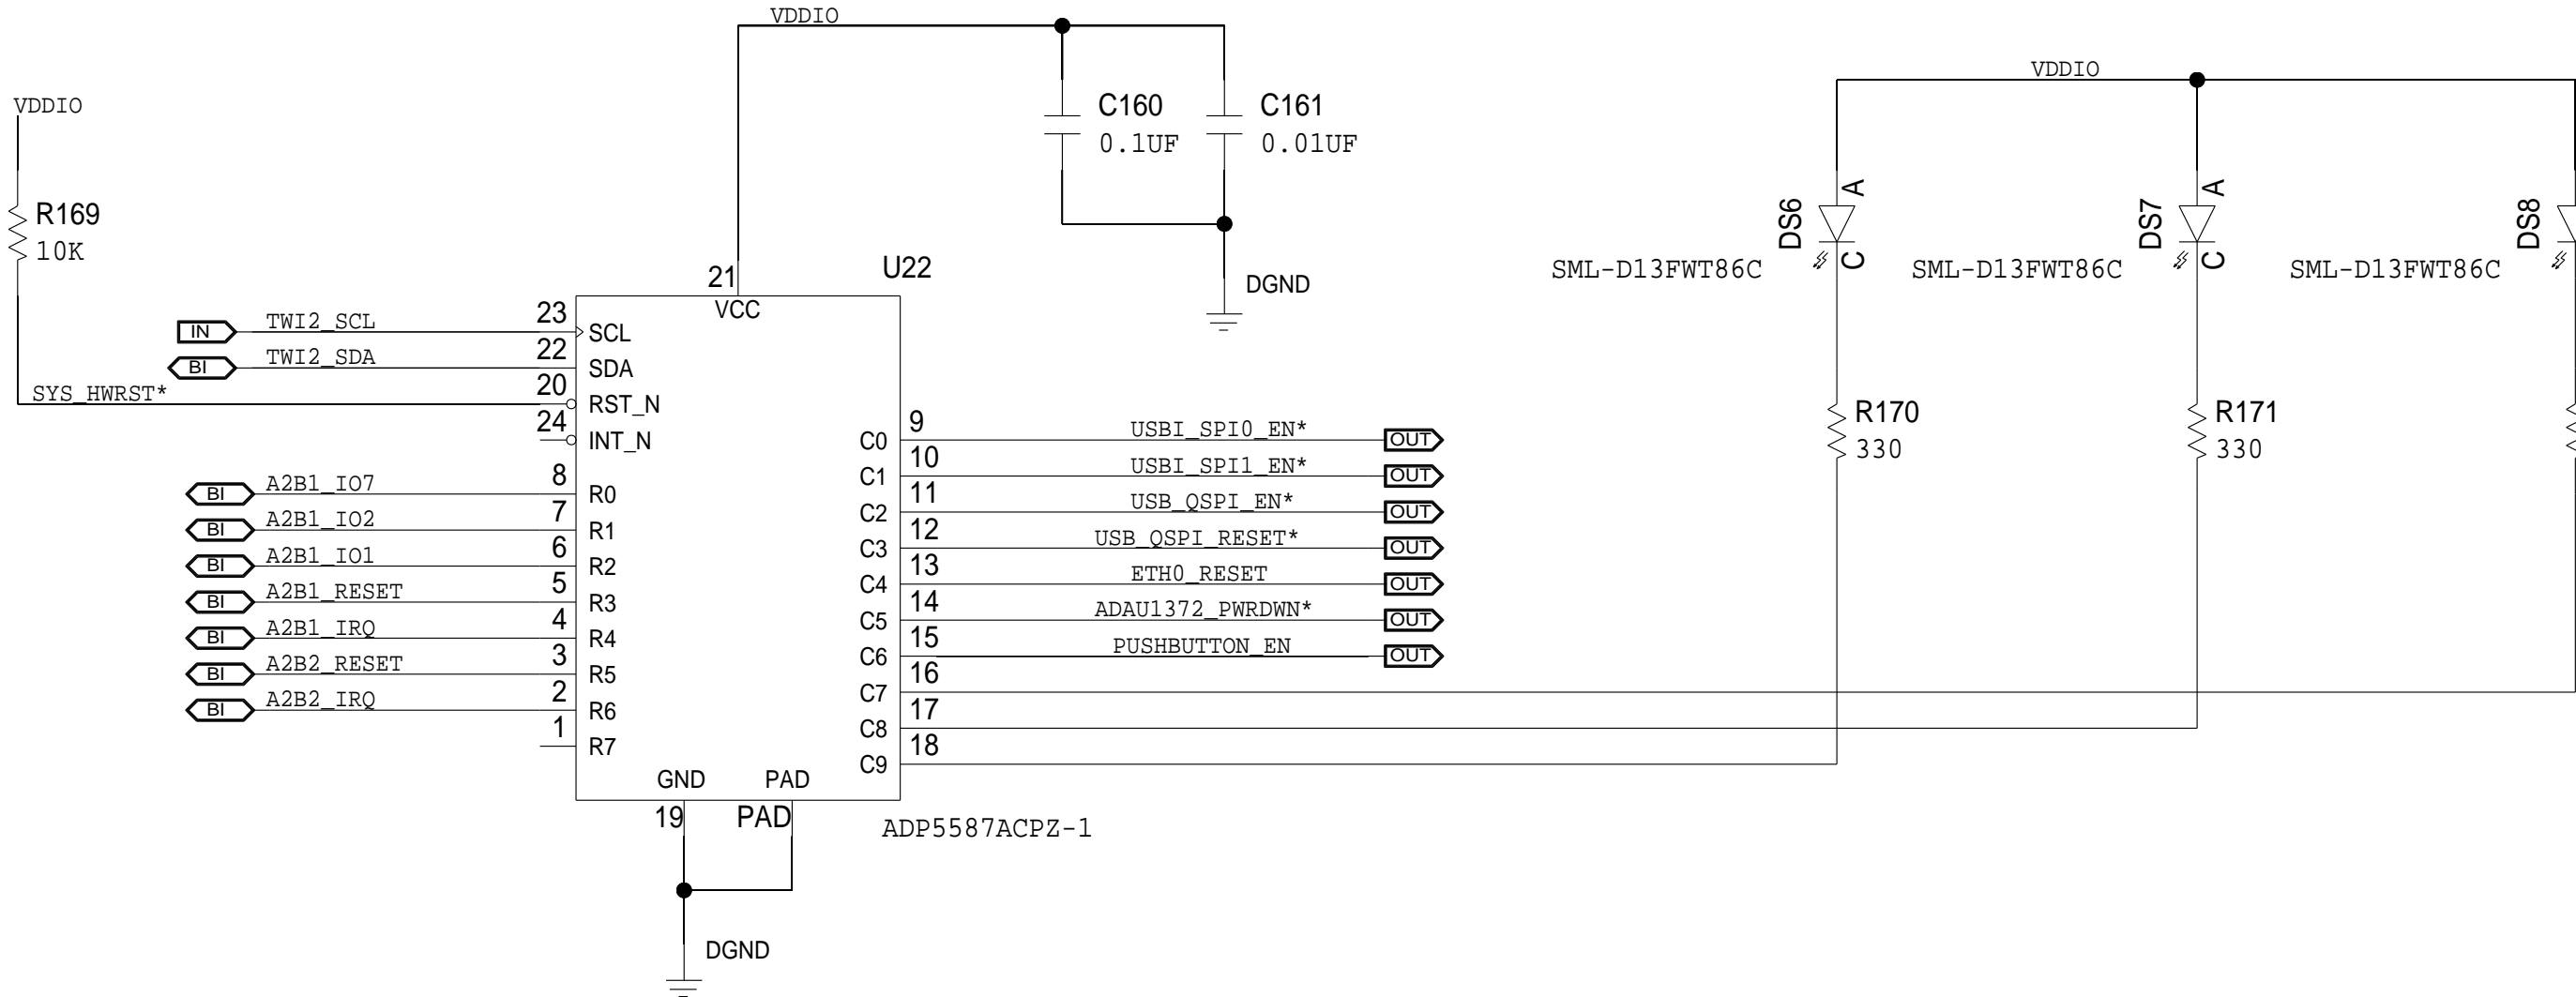 VDDIO
VDDIO
VDDIO
C160
0.1UF
C161
0.01UF
DGND
R169
10K
SYS_HWRST*
U22
21
VCC
IN
TWI2_SCL
23
SCL
BI
TWI2_SDA
22
SDA
20
RST_N
24
INT_N
BI
A2B1_IO7
8
R0
BI
A2B1_IO2
7
R1
BI
A2B1_IO1
6
R2
BI
A2B1_RESET
5
R3
BI
A2B1_IRQ
4
R4
BI
A2B2_RESET
3
R5
BI
A2B2_IRQ
2
R6
1
R7
C0
9
USBI_SPI0_EN*
OUT
C1
10
USBI_SPI1_EN*
OUT
C2
11
USB_QSPI_EN*
OUT
C3
12
USB_QSPI_RESET*
OUT
C4
13
ETH0_RESET
OUT
C5
14
ADAU1372_PWRDWN*
OUT
C6
15
PUSHBUTTON_EN
OUT
C7
16
C8
17
C9
18
GND
PAD
19
PAD
ADP5587ACPZ-1
DGND
DS6
A
C
SML-D13FWT86C
R170
330
DS7
A
C
SML-D13FWT86C
R171
330
DS8
SML-D13FWT86C